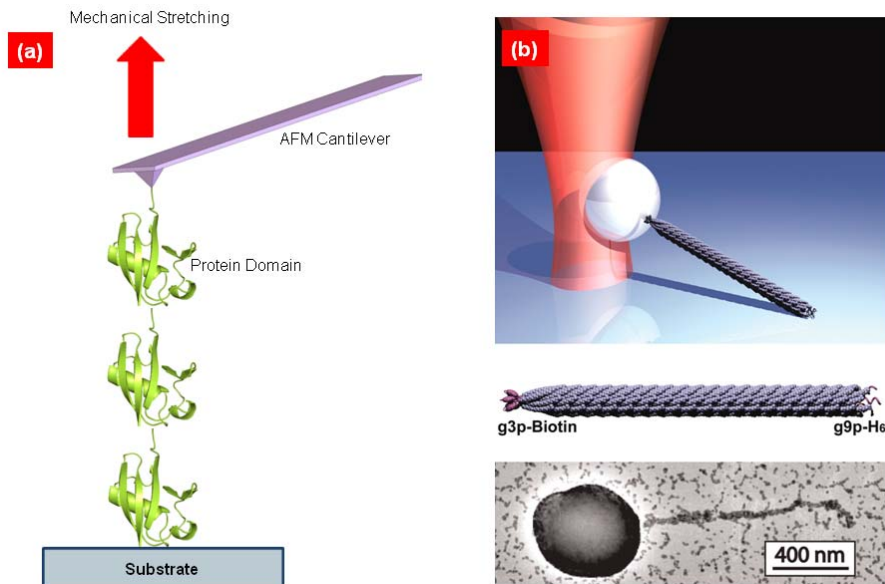 Mechanical Stretching
(a)
AFM Cantilever
Protein Domain
Substrate
(b)
g3p-Biotin
g9p-H₆
400 nm